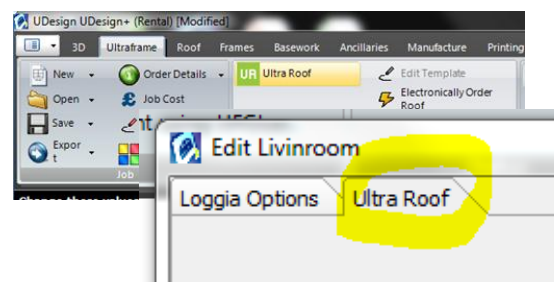 UDesign UDesign+ (Rental) [Modified]
3D Ultraframe Roof Frames Basework Ancillaries Manufacture Printing
New Order Details UR Ultra Roof Edit Template
Open Job Cost Electronically Order
Roof
Save
Expor
t
Job
Edit Livinroom
Loggia Options Ultra Roof